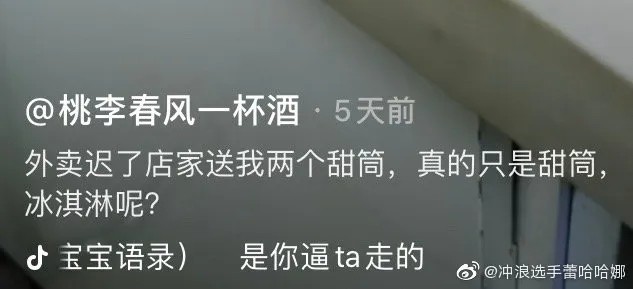 @桃李春风一杯酒 · 5天前
外卖迟了店家送我两个甜筒，真的只是甜筒，
冰淇淋呢?
宝宝语录） 是你逼ta走的
@冲浪选手蕾哈哈娜